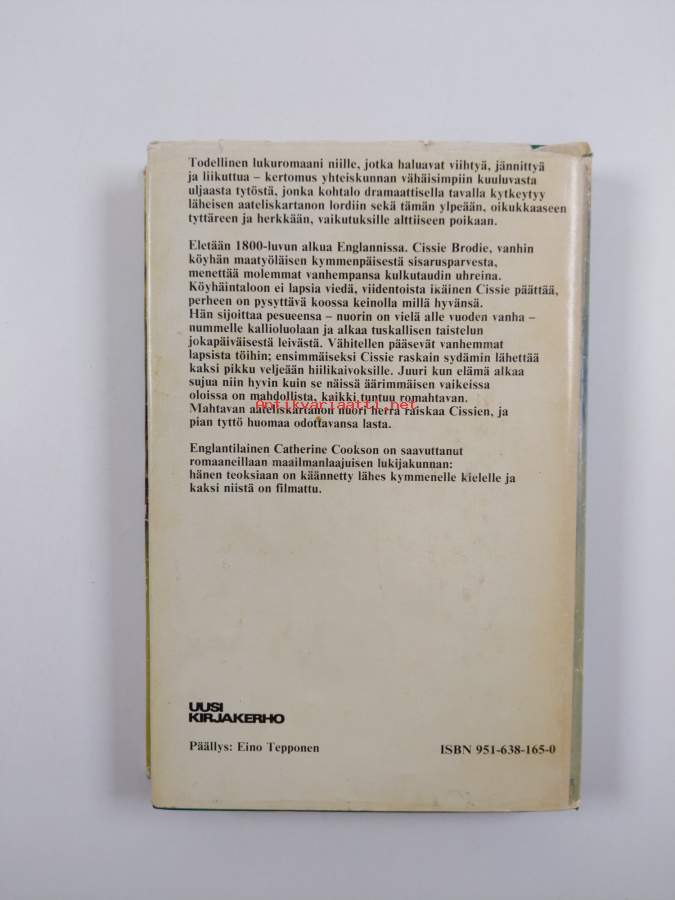 Todellinen lukuromaani niille, jotka haluavat viihtyä, jännittyä
ja liikuttua – kertomus yhteiskunnan vähäisimpiin kuuluvasta
uljaasta tytöstä, jonka kohtalo dramaattisella tavalla kytkeytyy
läheisen aateliskartanon lordiin sekä tämän ylpeään, oikukkaaseen
tyttäreen ja herkkään, vaikutuksille alttiiseen poikaan.
Eletään 1800-luvun alkua Englannissa. Cissie Brodie, vanhin
köyhän maatyöläisen kymmenpäisestä sisarusparvesta,
menettää molemmat vanhempansa kulkutaudin uhreina.
Köyhäintaloon ei lapsia viedä, viidentoista ikäinen Cissie päättää,
perheen on pysyttävä koossa keinolla millä hyvänsä.
Hän sijoittaa pesueensa – nuorin on vielä alle vuoden vanha –
nummelle kallioluolaan ja alkaa tuskallisen taistelun
jokapäiväisestä leivästä. Vähitellen pääsevät vanhemmat
lapsista töihin; ensimmäiseksi Cissie raskain sydämin lähettää
kaksi pikku veljeään hiilikaivoksille. Juuri kun elämä alkaa
sujua niin hyvin kuin se näissä äärimmäisen vaikeissa
oloissa on mahdollista, kaikki tuntuu romahtavan.
antikvariaatti.net
Mahtavan aateliskartanon nuori herra raiskaa Cissien, ja
pian tyttö huomaa odottavansa lasta.
Englantilainen Catherine Cookson on saavuttanut
romaaneillaan maailmanlaajuisen lukijakunnan:
hänen teoksiaan on käännetty lähes kymmenelle kielelle ja
kaksi niistä on filmattu.
UUSI
KIRJAKERHO
Päällys: Eino Tepponen
ISBN 951-638-165-0